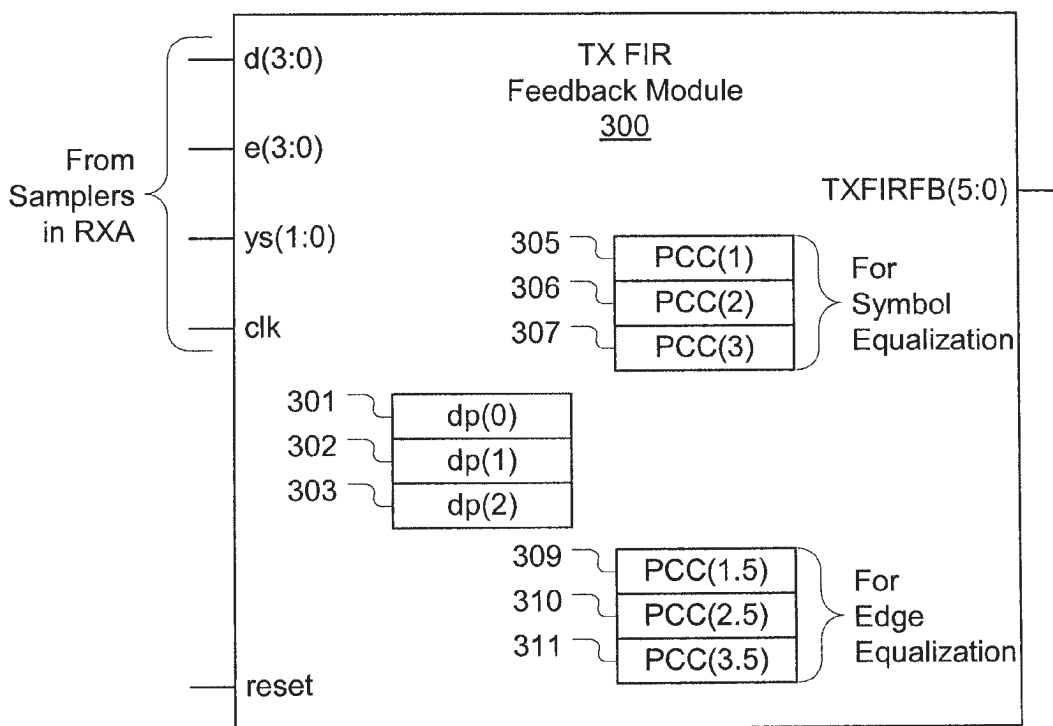 TX FIR
Feedback Module
300
From
Samplers
in RXA
d(3:0)
e(3:0)
ys(1:0)
clk
reset
TXFIRFB(5:0)
305
PCC(1)
306
PCC(2)
307
PCC(3)
For
Symbol
Equalization
301
dp(0)
302
dp(1)
303
dp(2)
309
PCC(1.5)
310
PCC(2.5)
311
PCC(3.5)
For
Edge
Equalization